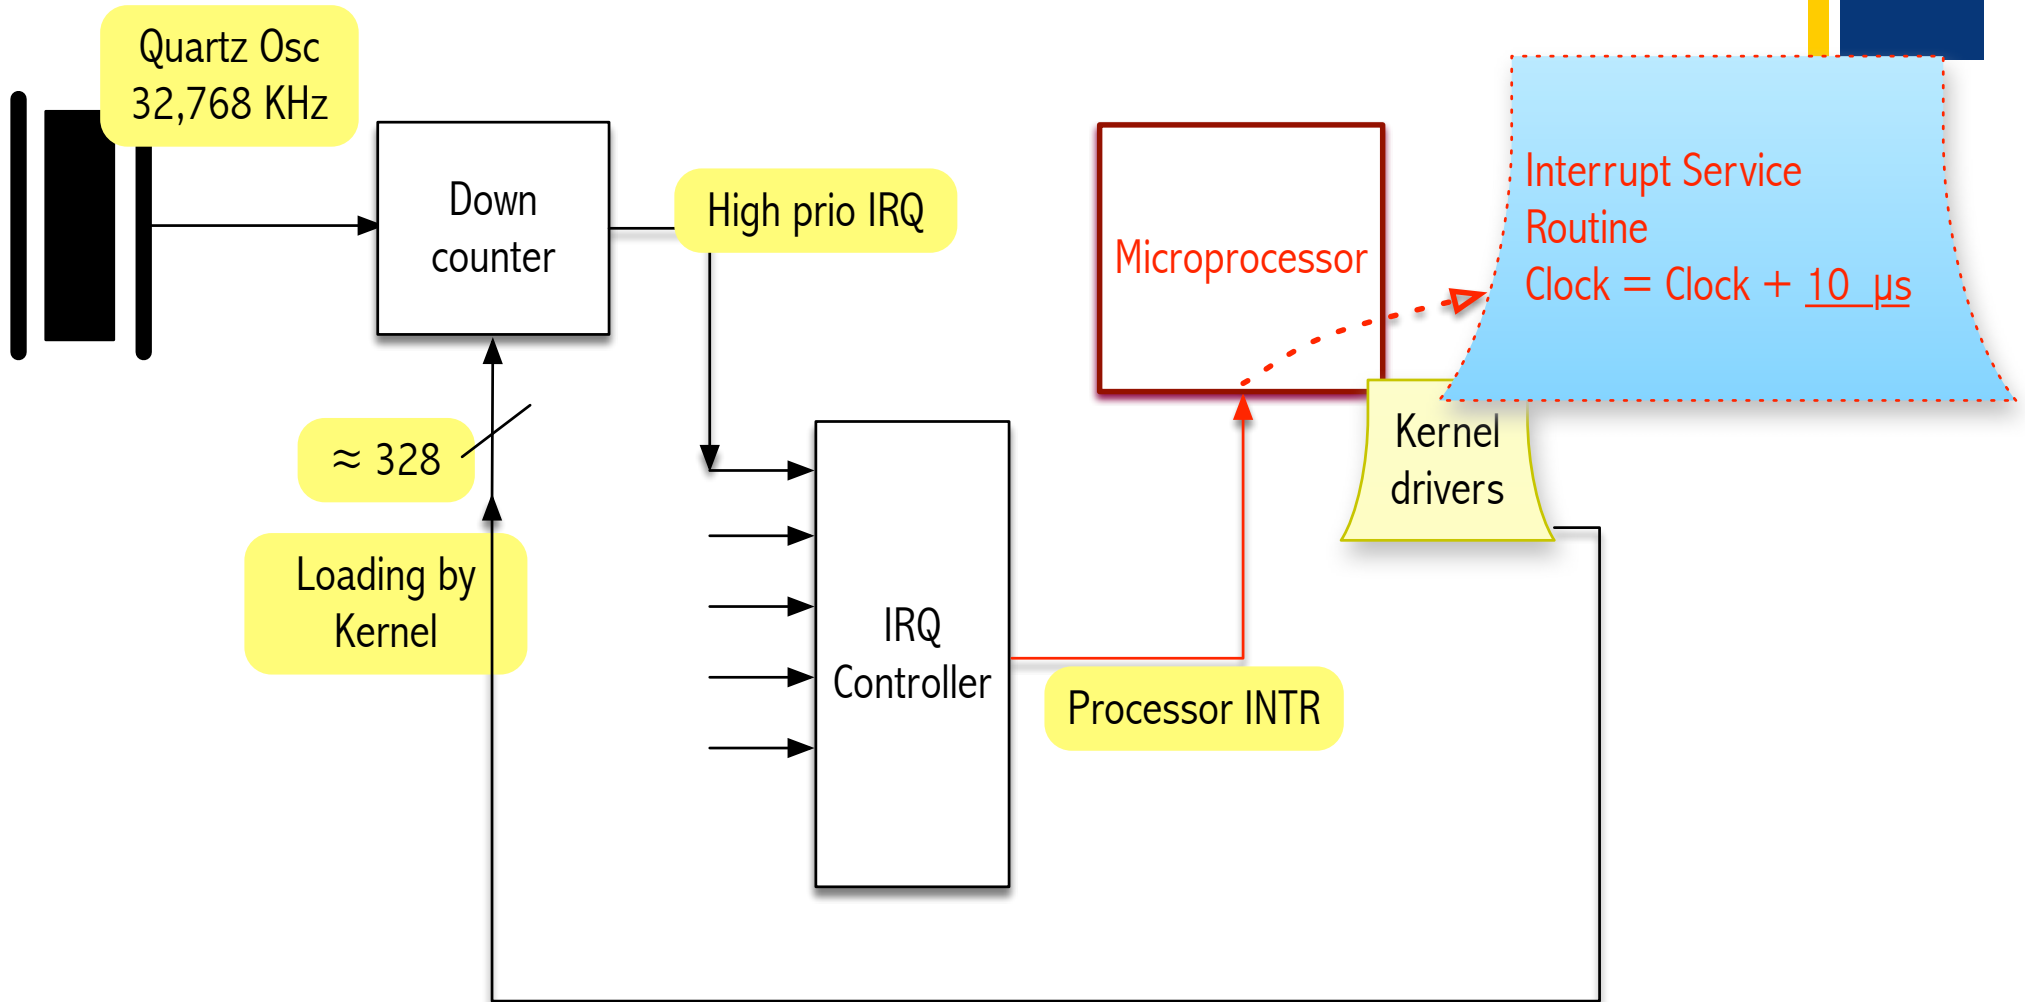 Quartz Osc
32,768 KHz
Down
counter
High prio IRQ
Microprocessor
Interrupt Service
Routine
Clock = Clock + 10 µs
≈ 328
Kernel
drivers
Loading by
Kernel
IRQ
Controller
Processor INTR